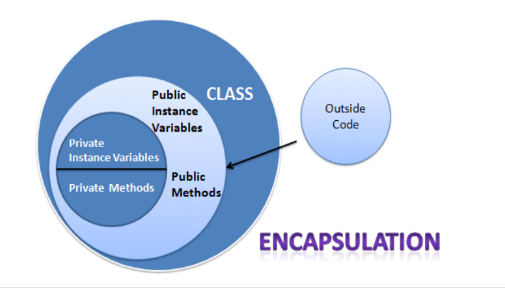 CLASS
Public
Instance
Variables
Private
Instance Variables
Private Methods
Public
Methods
Outside
Code
ENCAPSULATION